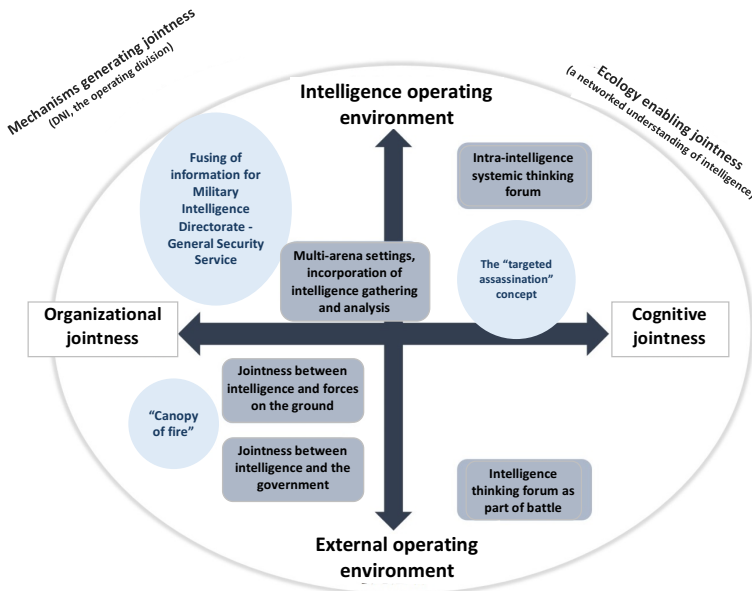 Mechanisms generating jointness
(DNI, the operating division)
Ecology enabling jointness
(a networked understanding of intelligence,
Intelligence operating
environment
Fusing of
information for
Military
Intelligence
Directorate -
General Security
Service
Intra-intelligence
systemic thinking
forum
Multi-arena settings,
incorporation of
intelligence gathering
and analysis
The “targeted
assassination”
concept
Organizational
jointness
Cognitive
jointness
Jointness between
intelligence and forces
on the ground
“Canopy
of fire”
Jointness between
intelligence and the
government
Intelligence
thinking forum as
part of battle
External operating
environment